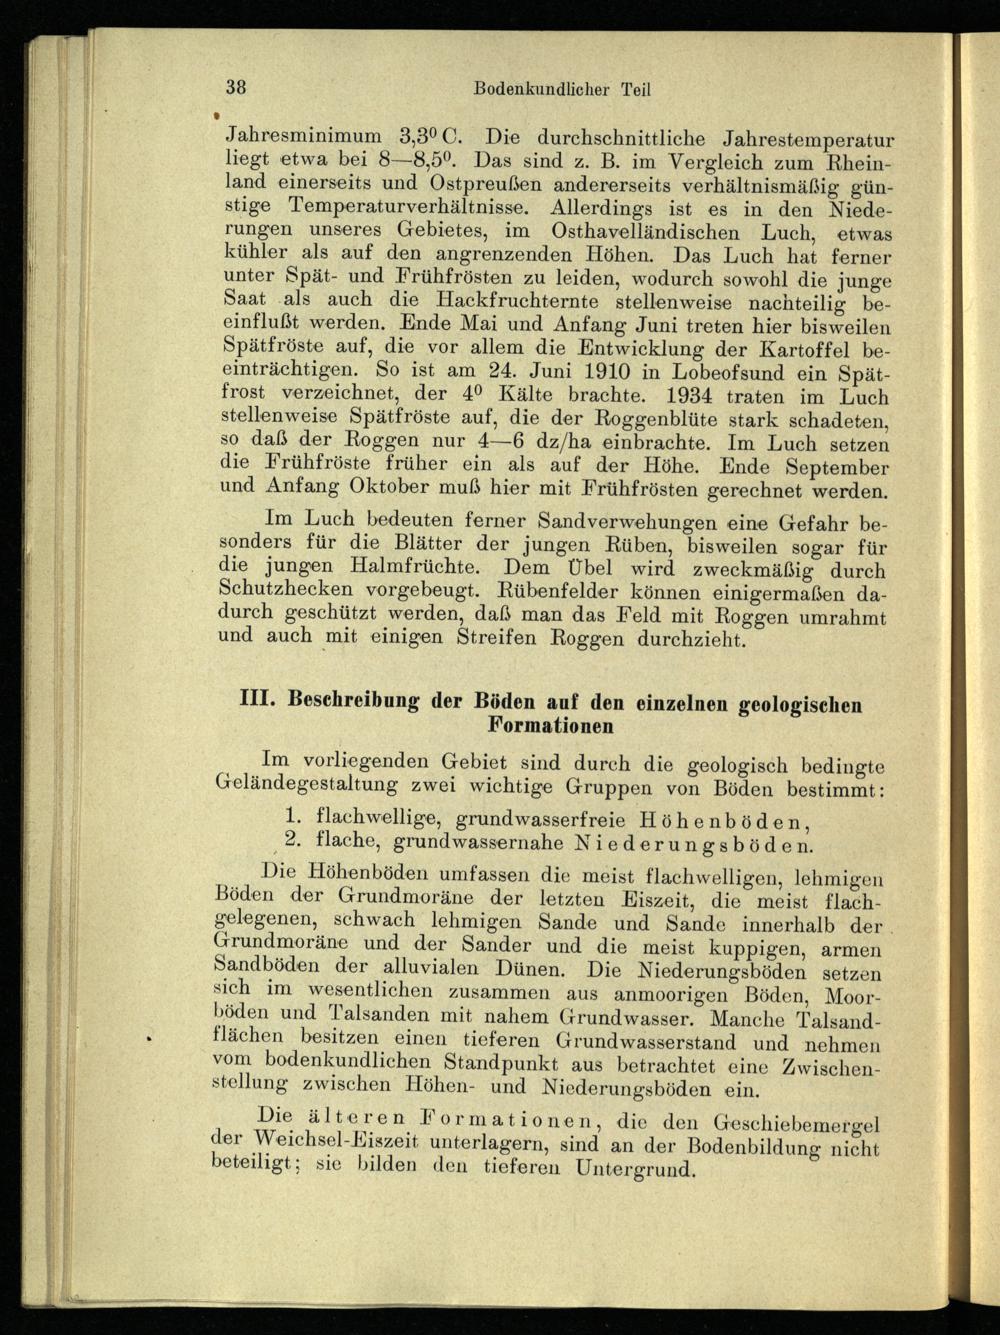 38 Bodenkundlicher Teil
Jahresminimum 3,3⁰ C. Die durchschnittliche Jahrestemperatur
liegt etwa bei 8—8,5⁰. Das sind z. B. im Vergleich zum Rhein-
land einerseits und Ostpreußen andererseits verhältnismäßig gün-
stige Temperaturverhältnisse. Allerdings ist es in den Niede-
rungen unseres Gebietes, im Osthavelländischen Luch, etwas
kühler als auf den angrenzenden Höhen. Das Luch hat ferner
unter Spät- und Frühfrösten zu leiden, wodurch sowohl die junge
Saat als auch die Hackfruchternte stellenweise nachteilig be-
einflußt werden. Ende Mai und Anfang Juni treten hier bisweilen
Spätfröste auf, die vor allem die Entwicklung der Kartoffel be-
einträchtigen. So ist am 24. Juni 1910 in Lobeofsund ein Spät-
frost verzeichnet, der 4⁰ Kälte brachte. 1934 traten im Luch
stellenweise Spätfröste auf, die der Roggenblüte stark schadeten,
so daß der Roggen nur 4—6 dz/ha einbrachte. Im Luch setzen
die Frühfröste früher ein als auf der Höhe. Ende September
und Anfang Oktober muß hier mit Frühfrösten gerechnet werden.
Im Luch bedeuten ferner Sandverwehungen eine Gefahr be-
sonders für die Blätter der jungen Rüben, bisweilen sogar für
die jungen Halmfrüchte. Dem Übel wird zweckmäßig durch
Schutzhecken vorgebeugt. Rübenfelder können einigermaßen da-
durch geschützt werden, daß man das Feld mit Roggen umrahmt
und auch mit einigen Streifen Roggen durchzieht.
III. Beschreibung der Böden auf den einzelnen geologischen
Formationen
Im vorliegenden Gebiet sind durch die geologisch bedingte
Geländegestaltung zwei wichtige Gruppen von Böden bestimmt:
1. flachwellige, grundwasserfreie Höhenböden,
2. flache, grundwassernahe Niederungsböden.
Die Höhenböden umfassen die meist flachwelligen, lehmigen
Böden der Grundmoräne der letzten Eiszeit, die meist flach-
gelegenen, schwach lehmigen Sande und Sande innerhalb der
Grundmoräne und der Sander und die meist kuppigen, armen
Sandböden der alluvialen Dünen. Die Niederungsböden setzen
sich im wesentlichen zusammen aus anmoorigen Böden, Moor-
böden und Talsanden mit nahem Grundwasser. Manche Talsand-
flächen besitzen einen tieferen Grundwasserstand und nehmen
vom bodenkundlichen Standpunkt aus betrachtet eine Zwischen-
stellung zwischen Höhen- und Niederungsböden ein.
Die älteren Formationen, die den Geschiebemergel
der Weichsel-Eiszeit unterlagern, sind an der Bodenbildung nicht
beteiligt; sie bilden den tieferen Untergrund.